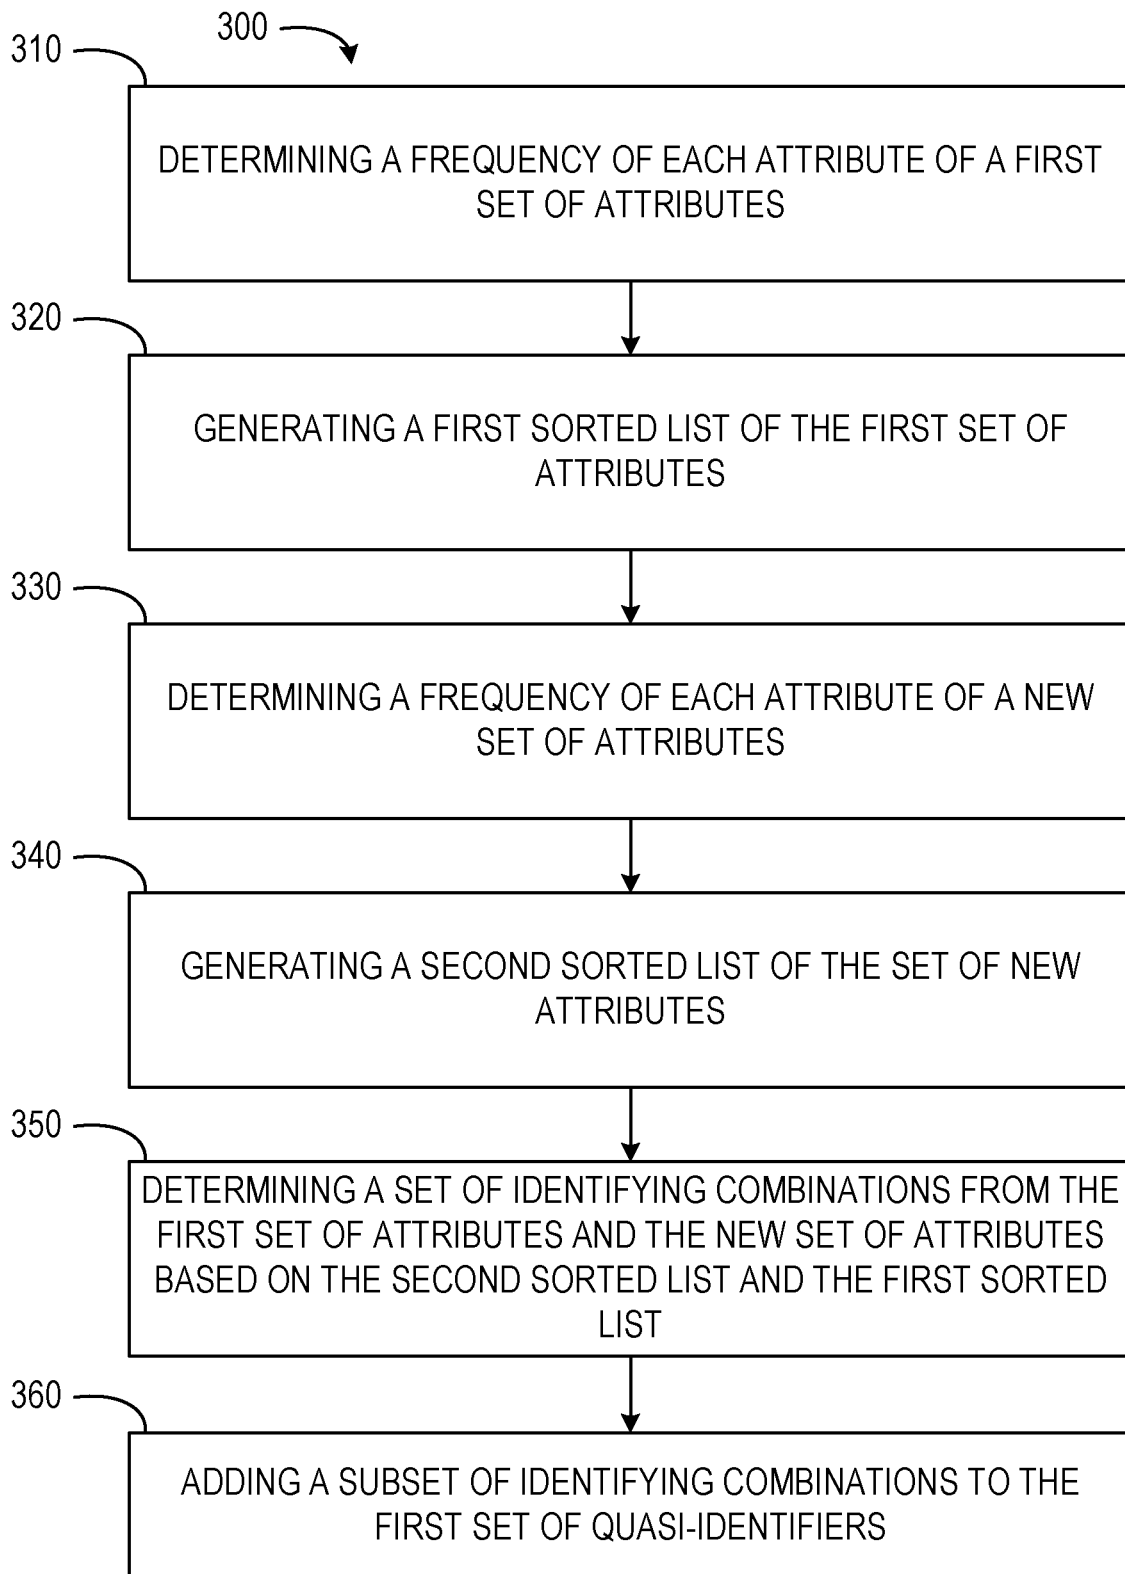 300
310
DETERMINING A FREQUENCY OF EACH ATTRIBUTE OF A FIRST
SET OF ATTRIBUTES
320
GENERATING A FIRST SORTED LIST OF THE FIRST SET OF
ATTRIBUTES
330
DETERMINING A FREQUENCY OF EACH ATTRIBUTE OF A NEW
SET OF ATTRIBUTES
340
GENERATING A SECOND SORTED LIST OF THE SET OF NEW
ATTRIBUTES
350
DETERMINING A SET OF IDENTIFYING COMBINATIONS FROM THE
FIRST SET OF ATTRIBUTES AND THE NEW SET OF ATTRIBUTES
BASED ON THE SECOND SORTED LIST AND THE FIRST SORTED
LIST
360
ADDING A SUBSET OF IDENTIFYING COMBINATIONS TO THE
FIRST SET OF QUASI-IDENTIFIERS